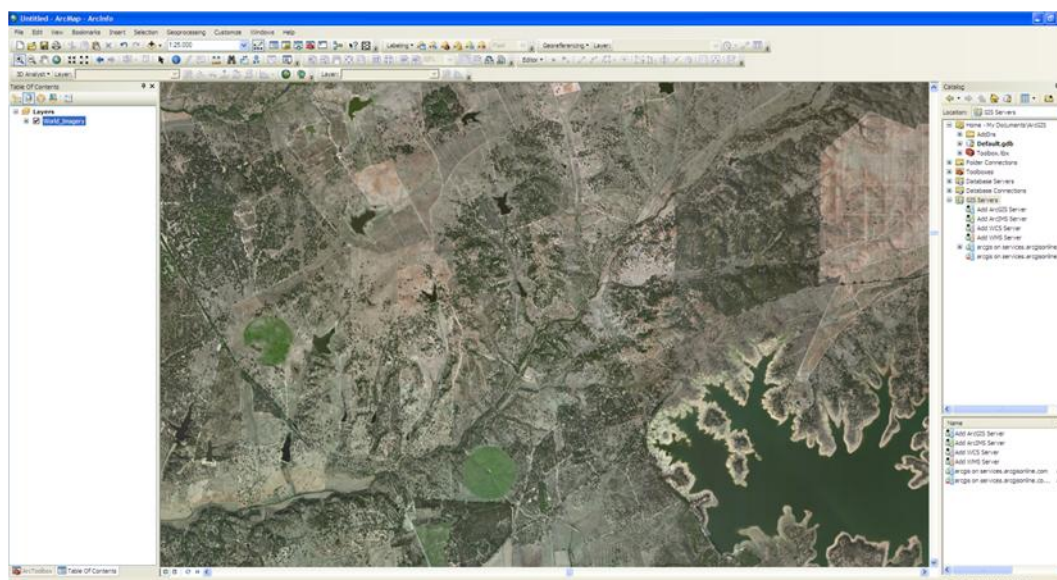 Untitled - ArcMap - ArcInfo
File Edit View Bookmarks Insert Selection Geoprocessing Customize Windows Help
1:25.000 Labeling Fast Georeferencing Layer:
Editor
3D Analyst Layer: Layer:
Table Of Contents
Layers
World_Imagery
ArcToolbox Table Of Contents
Catalog
Location: GIS Servers
Home - My Documents\ArcGIS
AddIns
Default.gdb
Toolbox.tbx
Folder Connections
Toolboxes
Database Servers
Database Connections
GIS Servers
Add ArcGIS Server
Add ArcIMS Server
Add WCS Server
Add WMS Server
arcgis on services.arcgisonline
arcgis on services.arcgisonline
Name
Add ArcGIS Server
Add ArcIMS Server
Add WCS Server
Add WMS Server
arcgis on services.arcgisonline.com
arcgis on services.arcgisonline.co...